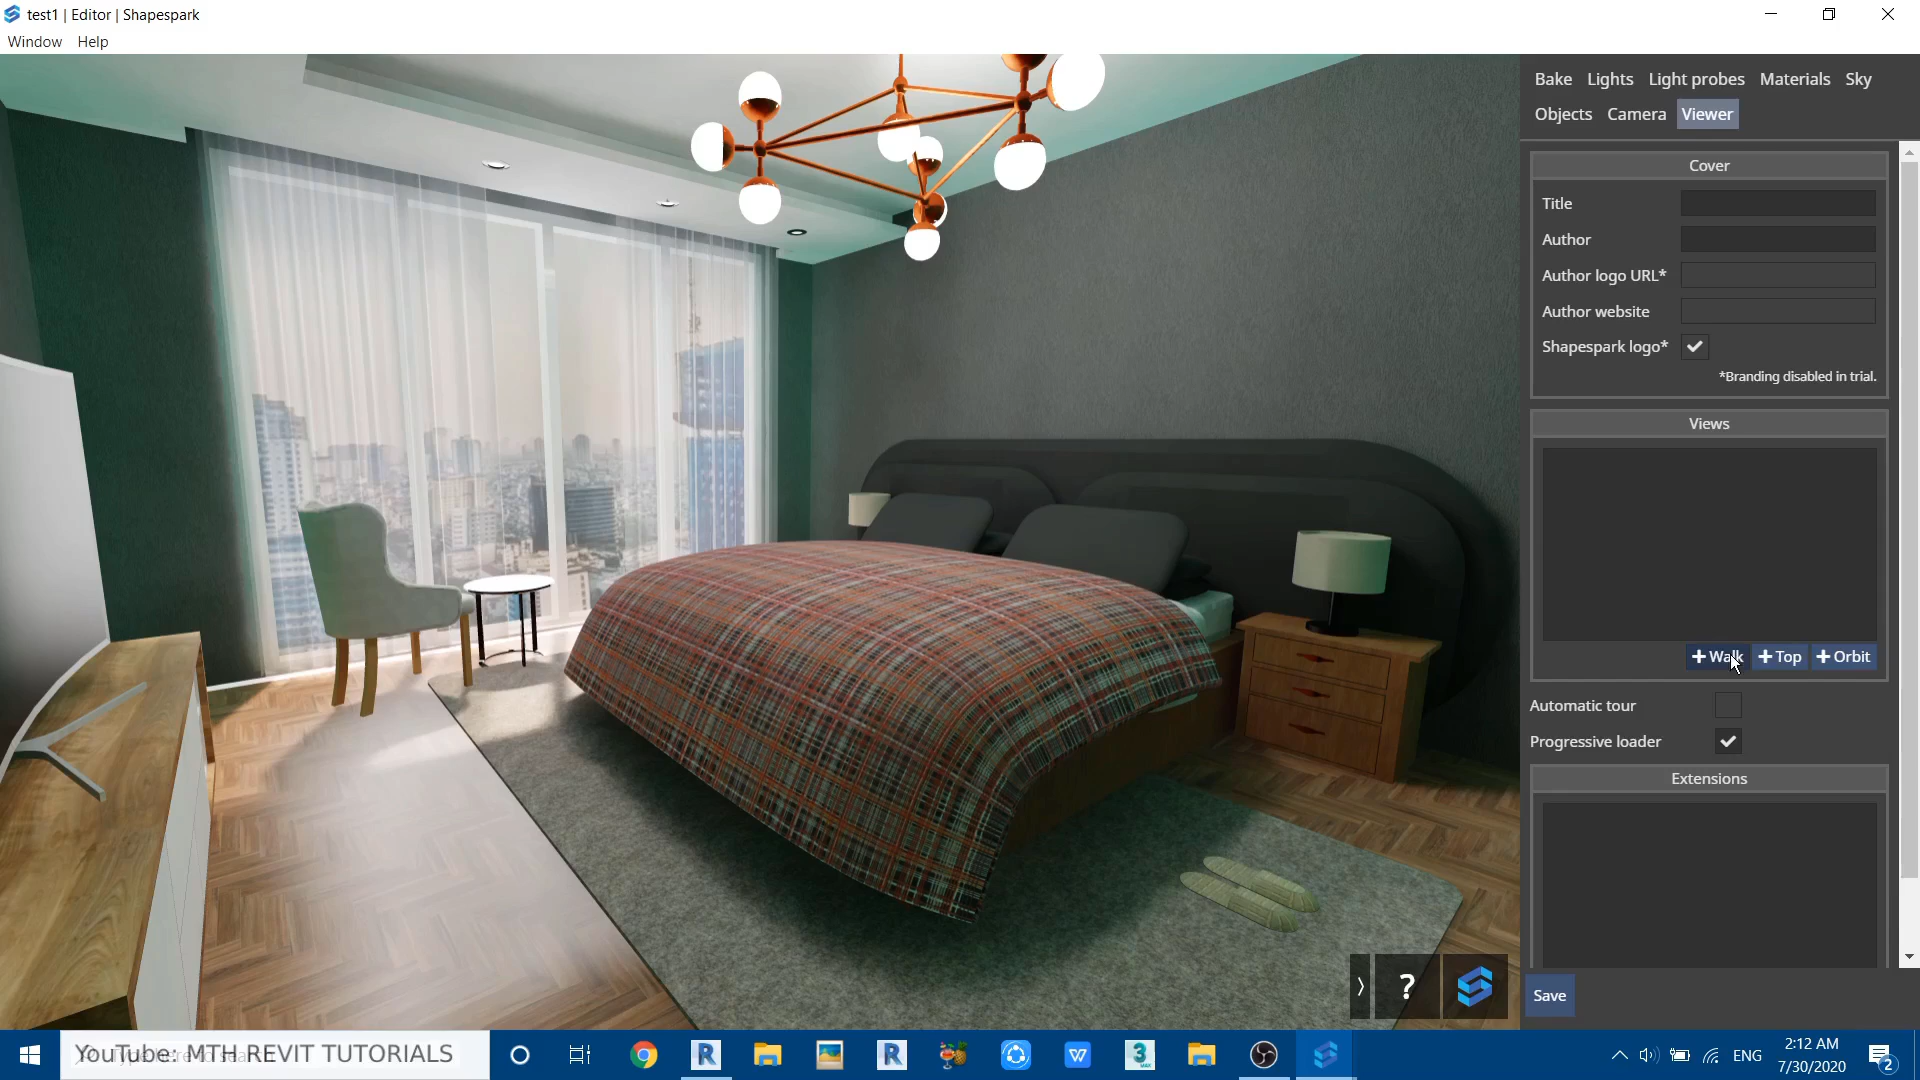 test1 | Editor | Shapespark
Window Help
Bake Lights Light probes Materials Sky
Objects Camera Viewer
Cover
Title
Author
Author logo URL*
Author website
Shapespark logo*
*Branding disabled in trial.
Views
+ Walk + Top + Orbit
Automatic tour
Progressive loader
Extensions
?
Save
YouTube: MTH REVIT TUTORIALS
ENG
2:12 AM
7/30/2020
2